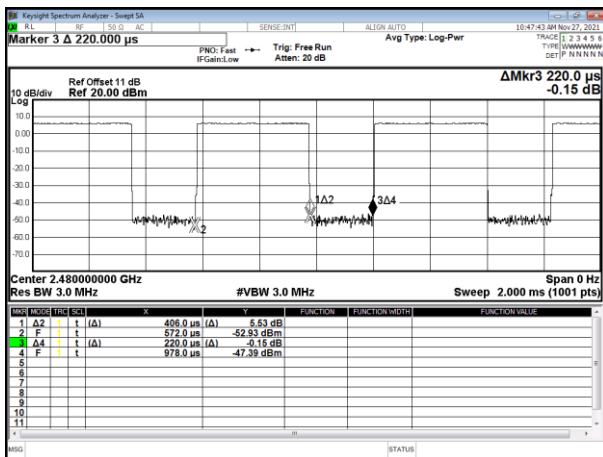 Keysight Spectrum Analyzer - Swept SA
RL RF 50 Ω AC SENSE:INT ALIGN AUTO 10:47:43 AM Nov 27, 2021
Marker 3 Δ 220.000 µs PNO: Fast Trig: Free Run Avg Type: Log-Pwr TRACE 1 2 3 4 5 6
TYPE WWWWWW
IFGain:Low Atten: 20 dB DET P N N N N N
ΔMkr3 220.0 µs
-0.15 dB
Ref Offset 11 dB
10 dB/div Ref 20.00 dBm
Log
10.0
0.00
-10.0
-20.0
-30.0
-40.0
1Δ2 3Δ4
-50.0
2
-60.0
-70.0
Center 2.480000000 GHz Span 0 Hz
Res BW 3.0 MHz #VBW 3.0 MHz Sweep 2.000 ms (1001 pts)
MKR MODE TRC SCL X Y FUNCTION FUNCTION WIDTH FUNCTION VALUE
1 Δ2 1 t (Δ) 406.0 µs (Δ) 5.53 dB
2 F 1 t 572.0 µs -52.93 dBm
3 Δ4 1 t (Δ) 220.0 µs (Δ) -0.15 dB
4 F 1 t 978.0 µs -47.39 dBm
5
6
7
8
9
10
11
MSG STATUS